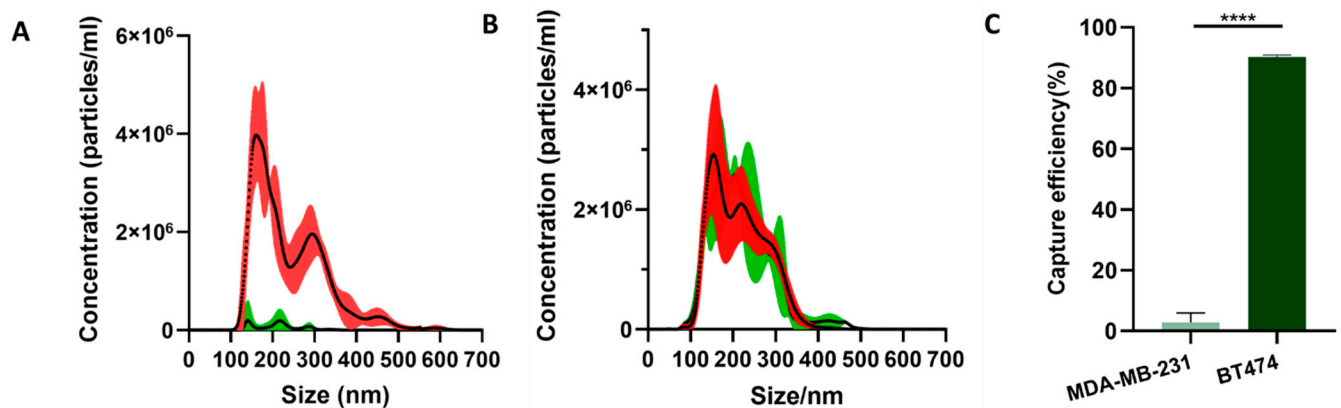 A
Concentration (particles/ml)
6×10⁶
4×10⁶
2×10⁶
0
0 100 200 300 400 500 600 700
Size (nm)
B
Concentration (particles/ml)
4×10⁶
2×10⁶
0
0 100 200 300 400 500 600 700
Size/nm
C
Capture efficiency(%)
100
80
60
40
20
0
****
MDA-MB-231
BT474